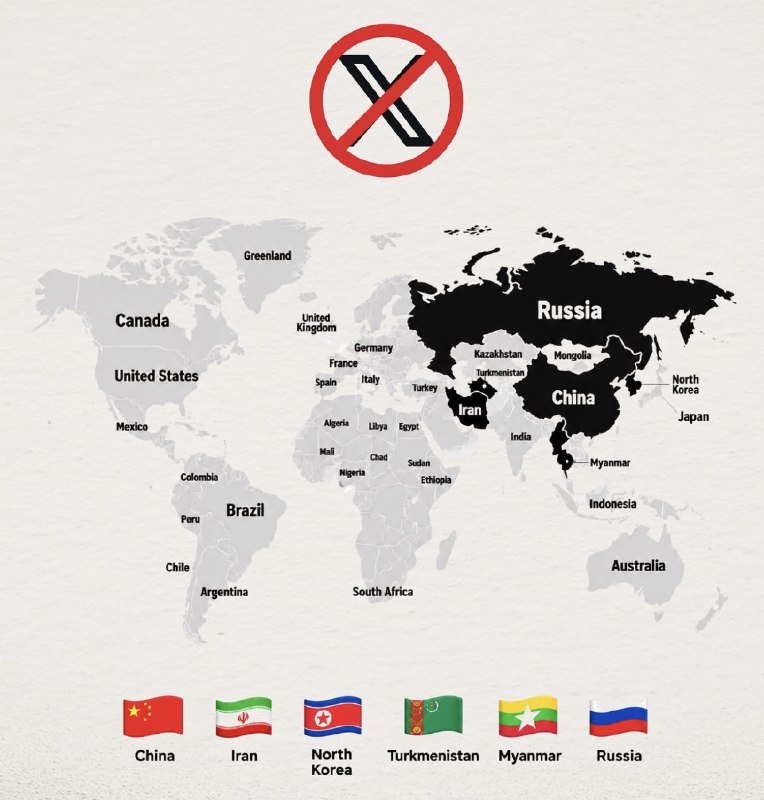 X
Greenland
Canada
United States
Mexico
Colombia
Peru
Brazil
Chile
Argentina
United
Kingdom
Germany
France
Spain
Italy
Turkey
Algeria
Libya
Egypt
Mali
Chad
Nigeria
Sudan
Ethiopia
South Africa
Russia
Kazakhstan
Mongolia
Turkmenistan
Iran
China
North
Korea
Japan
India
Myanmar
Indonesia
Australia
China
Iran
North
Korea
Turkmenistan
Myanmar
Russia